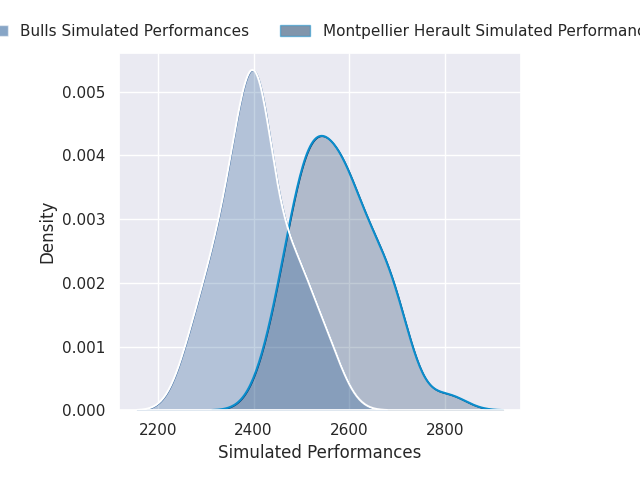 Bulls Simulated Performances
Montpellier Herault Simulated
0.005
0.004
0.003
0.002
0.001
0.000
Density
2200 2400 2600 2800
Simulated Performances